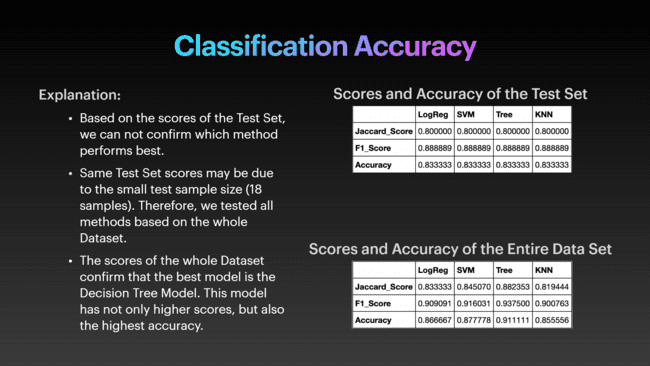 Classification Accuracy
Explanation:
• Based on the scores of the Test Set,
we can not confirm which method
performs best.
• Same Test Set scores may be due
to the small test sample size (18
samples). Therefore, we tested all
methods based on the whole
Dataset.
• The scores of the whole Dataset
confirm that the best model is the
Decision Tree Model. This model
has not only higher scores, but also
the highest accuracy.
Scores and Accuracy of the Test Set
LogReg SVM Tree KNN
Jaccard_Score 0.800000 0.800000 0.800000 0.800000
F1_Score 0.888889 0.888889 0.888889 0.888889
Accuracy 0.833333 0.833333 0.833333 0.833333
Scores and Accuracy of the Entire Data Set
LogReg SVM Tree KNN
Jaccard_Score 0.833333 0.845070 0.882353 0.819444
F1_Score 0.909091 0.916031 0.937500 0.900763
Accuracy 0.866667 0.877778 0.911111 0.855556